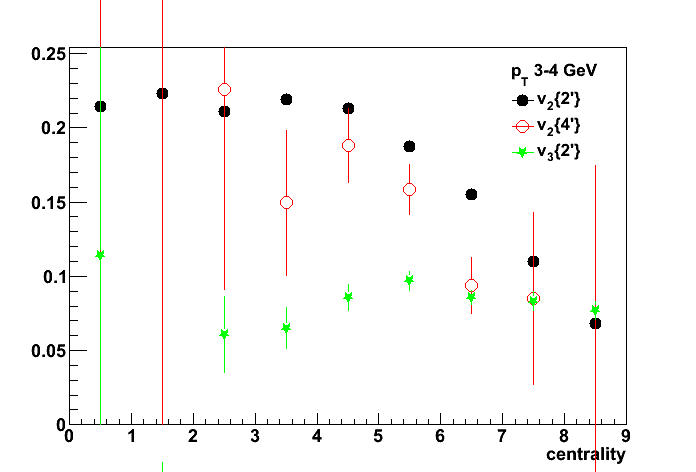 0.25
0.2
0.15
0.1
0.05
0
p_T 3-4 GeV
v_2{2'}
v_2{4'}
v_3{2'}
0 1 2 3 4 5 6 7 8 9
centrality